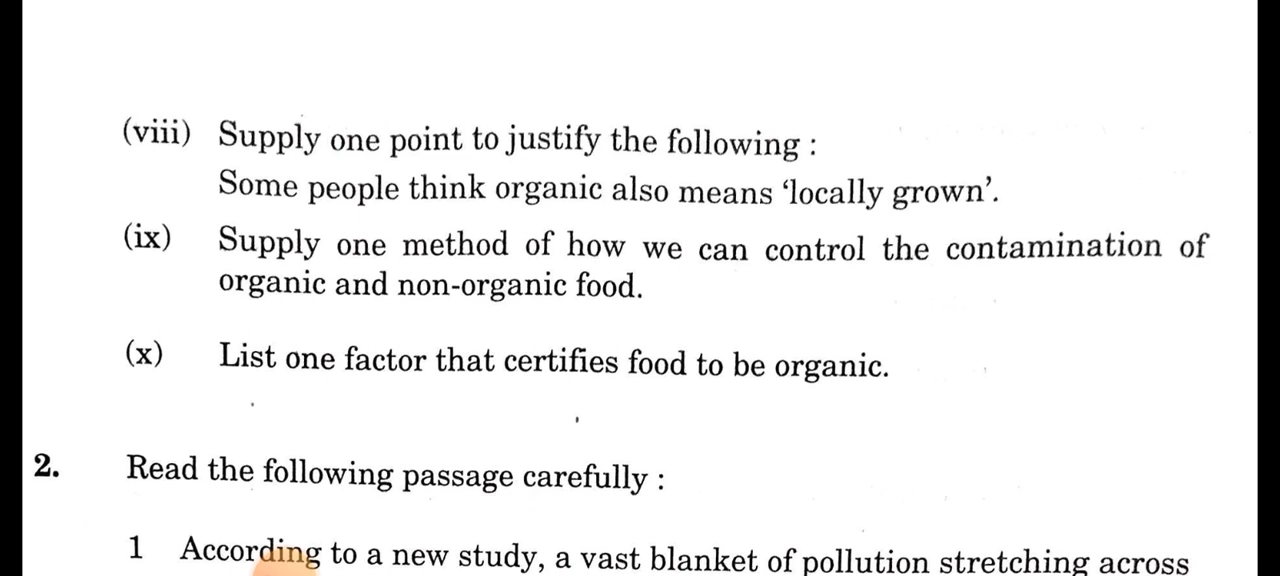 (viii) Supply one point to justify the following :
Some people think organic also means ‘locally grown’.
(ix) Supply one method of how we can control the contamination of
organic and non-organic food.
(x) List one factor that certifies food to be organic.
2. Read the following passage carefully :
1 According to a new study, a vast blanket of pollution stretching across